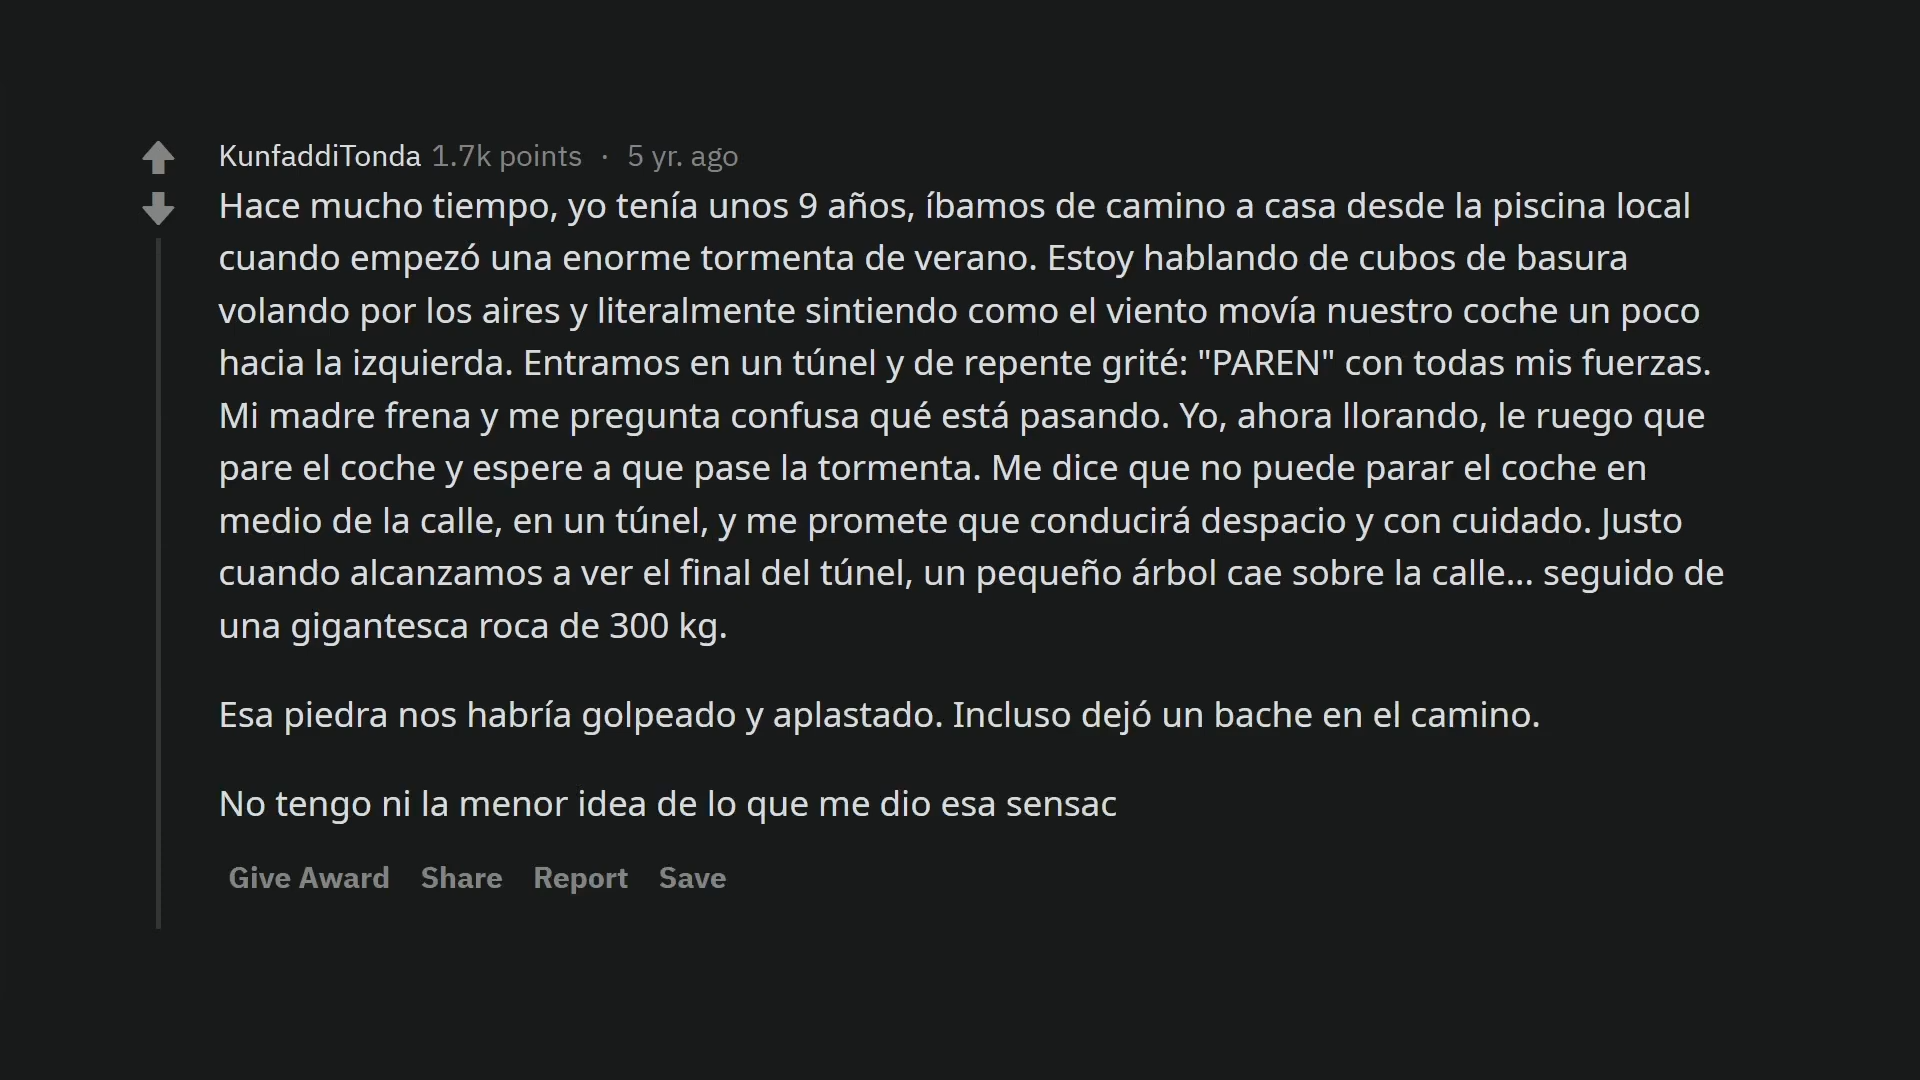 KunfaddiTonda 1.7k points · 5 yr. ago
Hace mucho tiempo, yo tenía unos 9 años, íbamos de camino a casa desde la piscina local
cuando empezó una enorme tormenta de verano. Estoy hablando de cubos de basura
volando por los aires y literalmente sintiendo como el viento movía nuestro coche un poco
hacia la izquierda. Entramos en un túnel y de repente grité: "PAREN" con todas mis fuerzas.
Mi madre frena y me pregunta confusa qué está pasando. Yo, ahora llorando, le ruego que
pare el coche y espere a que pase la tormenta. Me dice que no puede parar el coche en
medio de la calle, en un túnel, y me promete que conducirá despacio y con cuidado. Justo
cuando alcanzamos a ver el final del túnel, un pequeño árbol cae sobre la calle... seguido de
una gigantesca roca de 300 kg.
Esa piedra nos habría golpeado y aplastado. Incluso dejó un bache en el camino.
No tengo ni la menor idea de lo que me dio esa sensac
Give Award Share Report Save